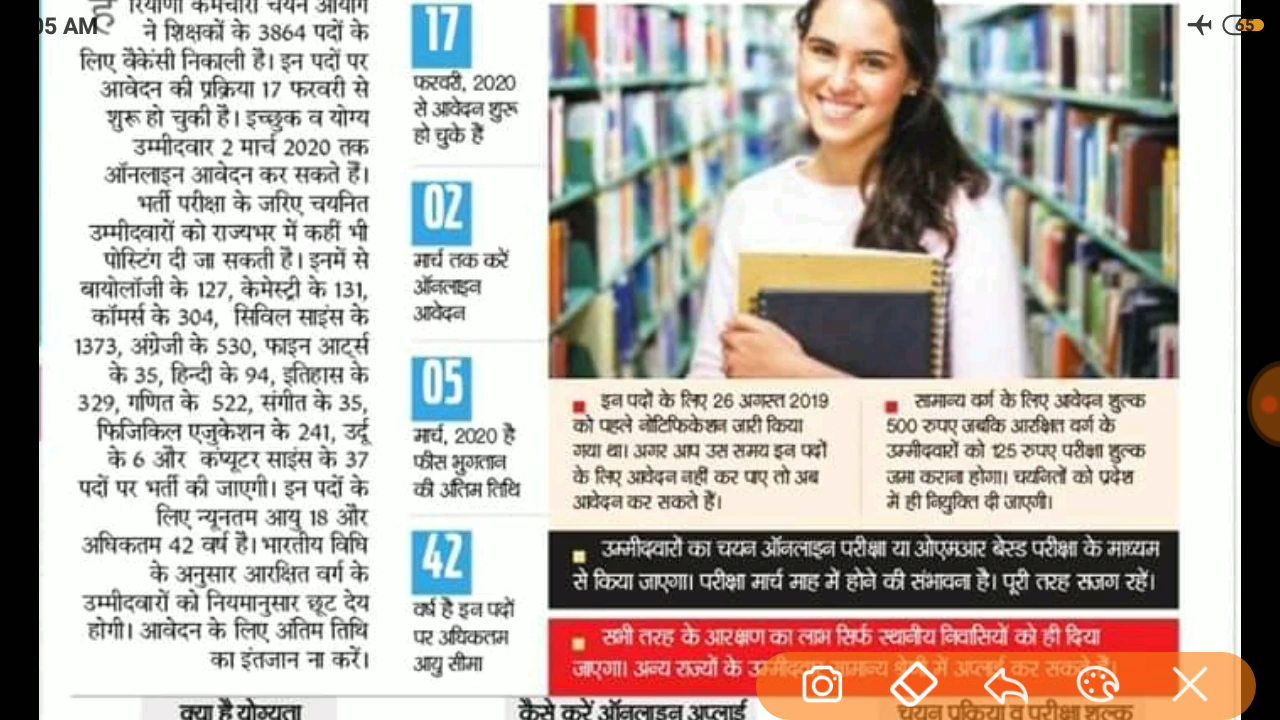 05 AM
65
रियाणा कर्मचारी चयन आयोग
ने शिक्षकों के 3864 पदों के
लिए वैकेंसी निकाली है। इन पदों पर
आवेदन की प्रक्रिया 17 फरवरी से
शुरू हो चुकी है। इच्छुक व योग्य
उम्मीदवार 2 मार्च 2020 तक
ऑनलाइन आवेदन कर सकते हैं।
भर्ती परीक्षा के जरिए चयनित
उम्मीदवारों को राज्यभर में कहीं भी
पोस्टिंग दी जा सकती है। इनमें से
बायोलॉजी के 127, केमेस्ट्री के 131,
कॉमर्स के 304, सिविल साइंस के
1373, अंग्रेजी के 530, फाइन आर्ट्स
के 35, हिन्दी के 94, इतिहास के
329, गणित के 522, संगीत के 35,
फिजिकिल एजुकेशन के 241, उर्दू
के 6 और कंप्यूटर साइंस के 37
पदों पर भर्ती की जाएगी। इन पदों के
लिए न्यूनतम आयु 18 और
अधिकतम 42 वर्ष है। भारतीय विधि
के अनुसार आरक्षित वर्ग के
उम्मीदवारों को नियमानुसार छूट देय
होगी। आवेदन के लिए अंतिम तिथि
का इंतजान ना करें।
17
फरवरी, 2020
से आवेदन शुरू
हो चुके हैं
02
मार्च तक करें
ऑनलाइन
आवेदन
05
मार्च, 2020 है
फीस भुगतान
की अंतिम तिथि
42
वर्ष है इन पदों
पर अधिकतम
आयु सीमा
इन पदों के लिए 26 अगस्त 2019
को पहले नोटिफिकेशन जारी किया
गया था। अगर आप उस समय इन पदों
के लिए आवेदन नहीं कर पाए तो अब
आवेदन कर सकते हैं।
सामान्य वर्ग के लिए आवेदन शुल्क
500 रुपए जबकि आरक्षित वर्ग के
उम्मीदवारों को 125 रुपए परीक्षा शुल्क
जमा कराना होगा। चयनितों को प्रदेश
में ही नियुक्ति दी जाएगी।
उम्मीदवारों का चयन ऑनलाइन परीक्षा या ओएमआर बेस्ड परीक्षा के माध्यम
से किया जाएगा। परीक्षा मार्च माह में होने की संभावना है। पूरी तरह सजग रहें।
सभी तरह के आरक्षण का लाभ सिर्फ स्थानीय निवासियों को ही दिया
जाएगा। अन्य राज्यों के उम्मीदवार सामान्य श्रेणी में अप्लाई कर सकते हैं।
क्या है योग्यता
कैसे करें ऑनलाइन अप्लाई
चयन प्रक्रिया व परीक्षा शुल्क